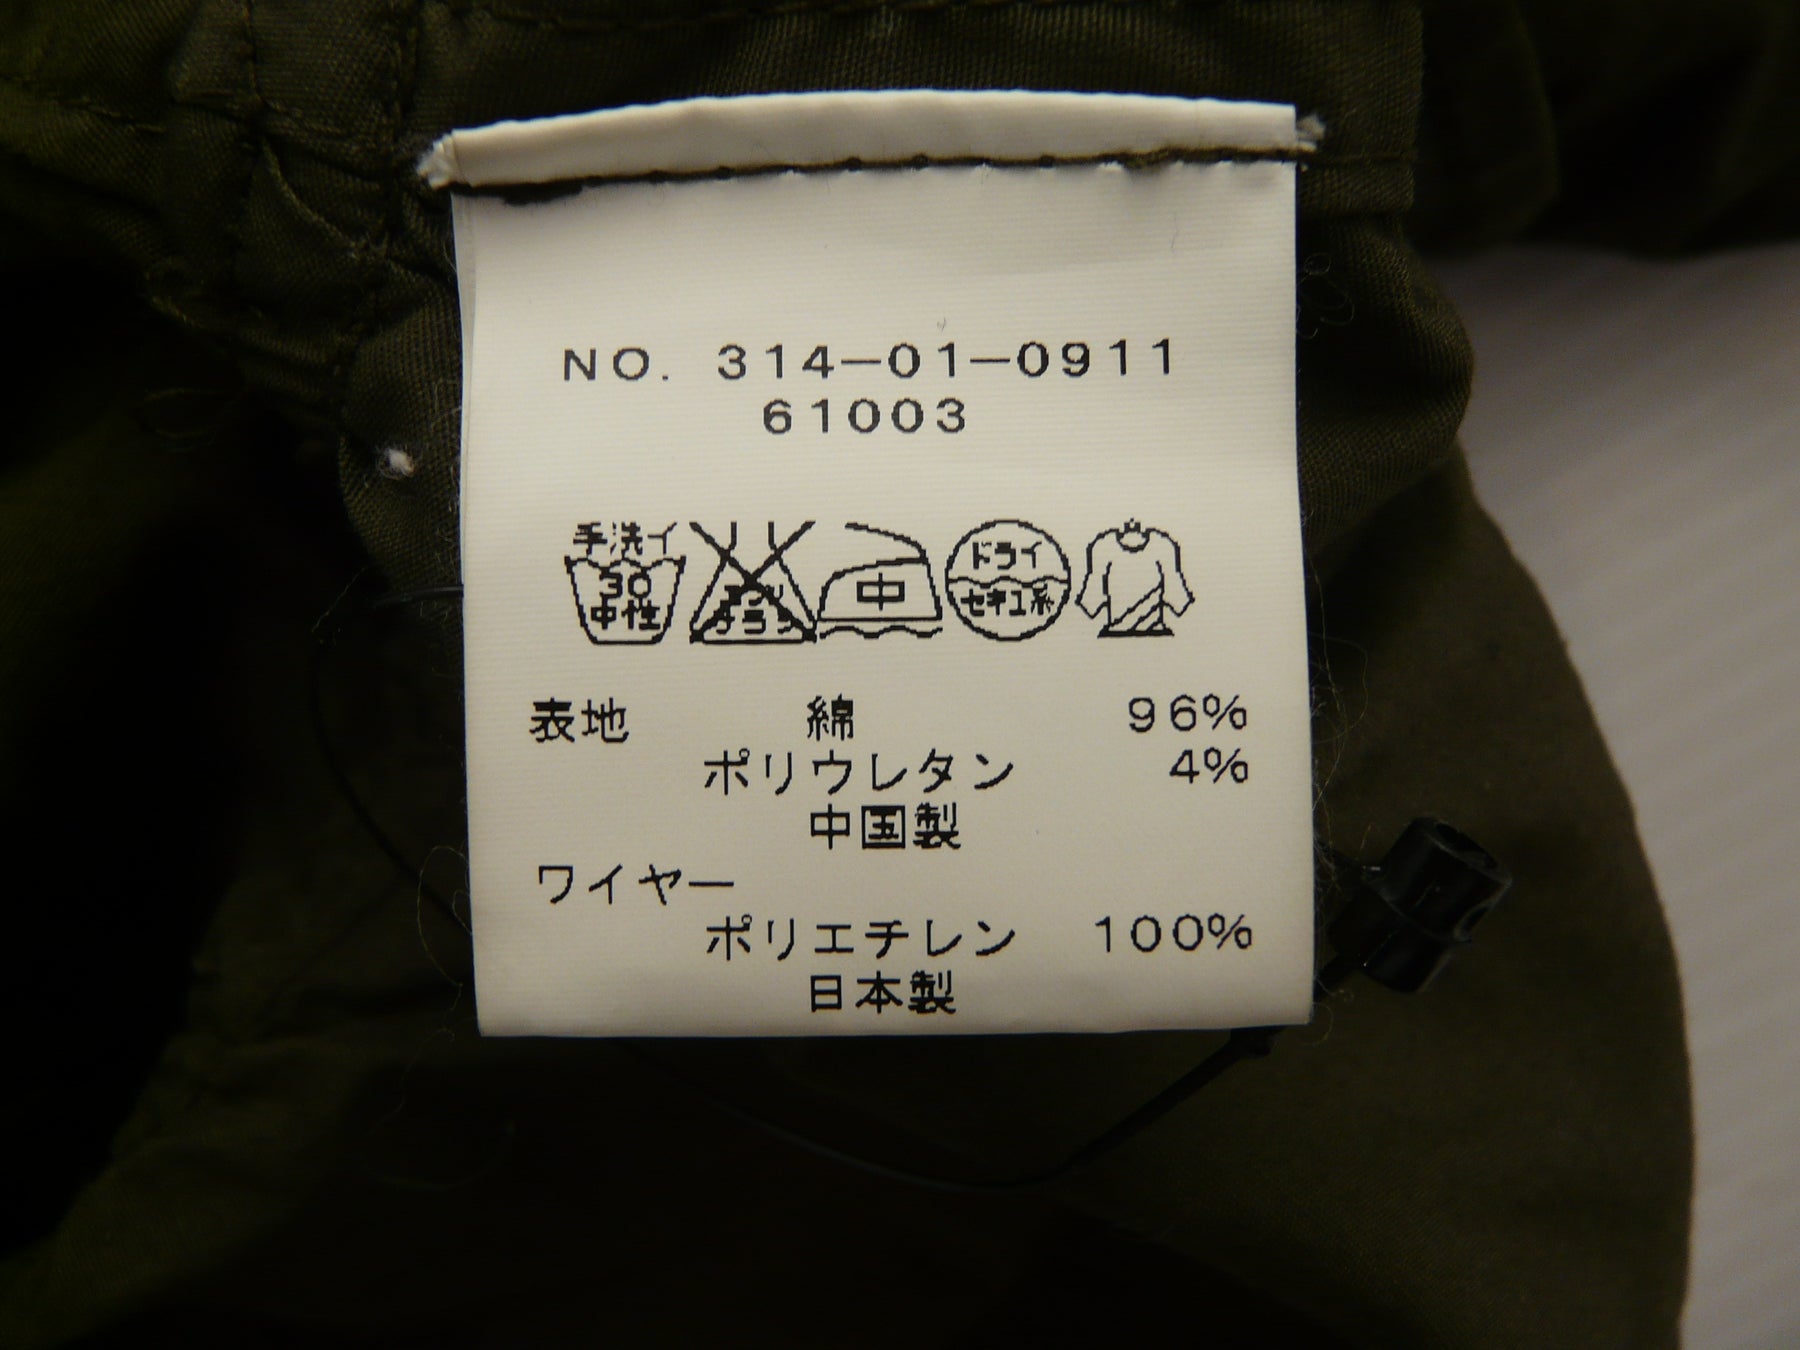 NO. 314-01-0911
61003
手洗イ
30
中性
中
ドライ
セキユ系
表地 綿 96%
ポリウレタン 4%
中国製
ワイヤー
ポリエチレン 100%
日本製